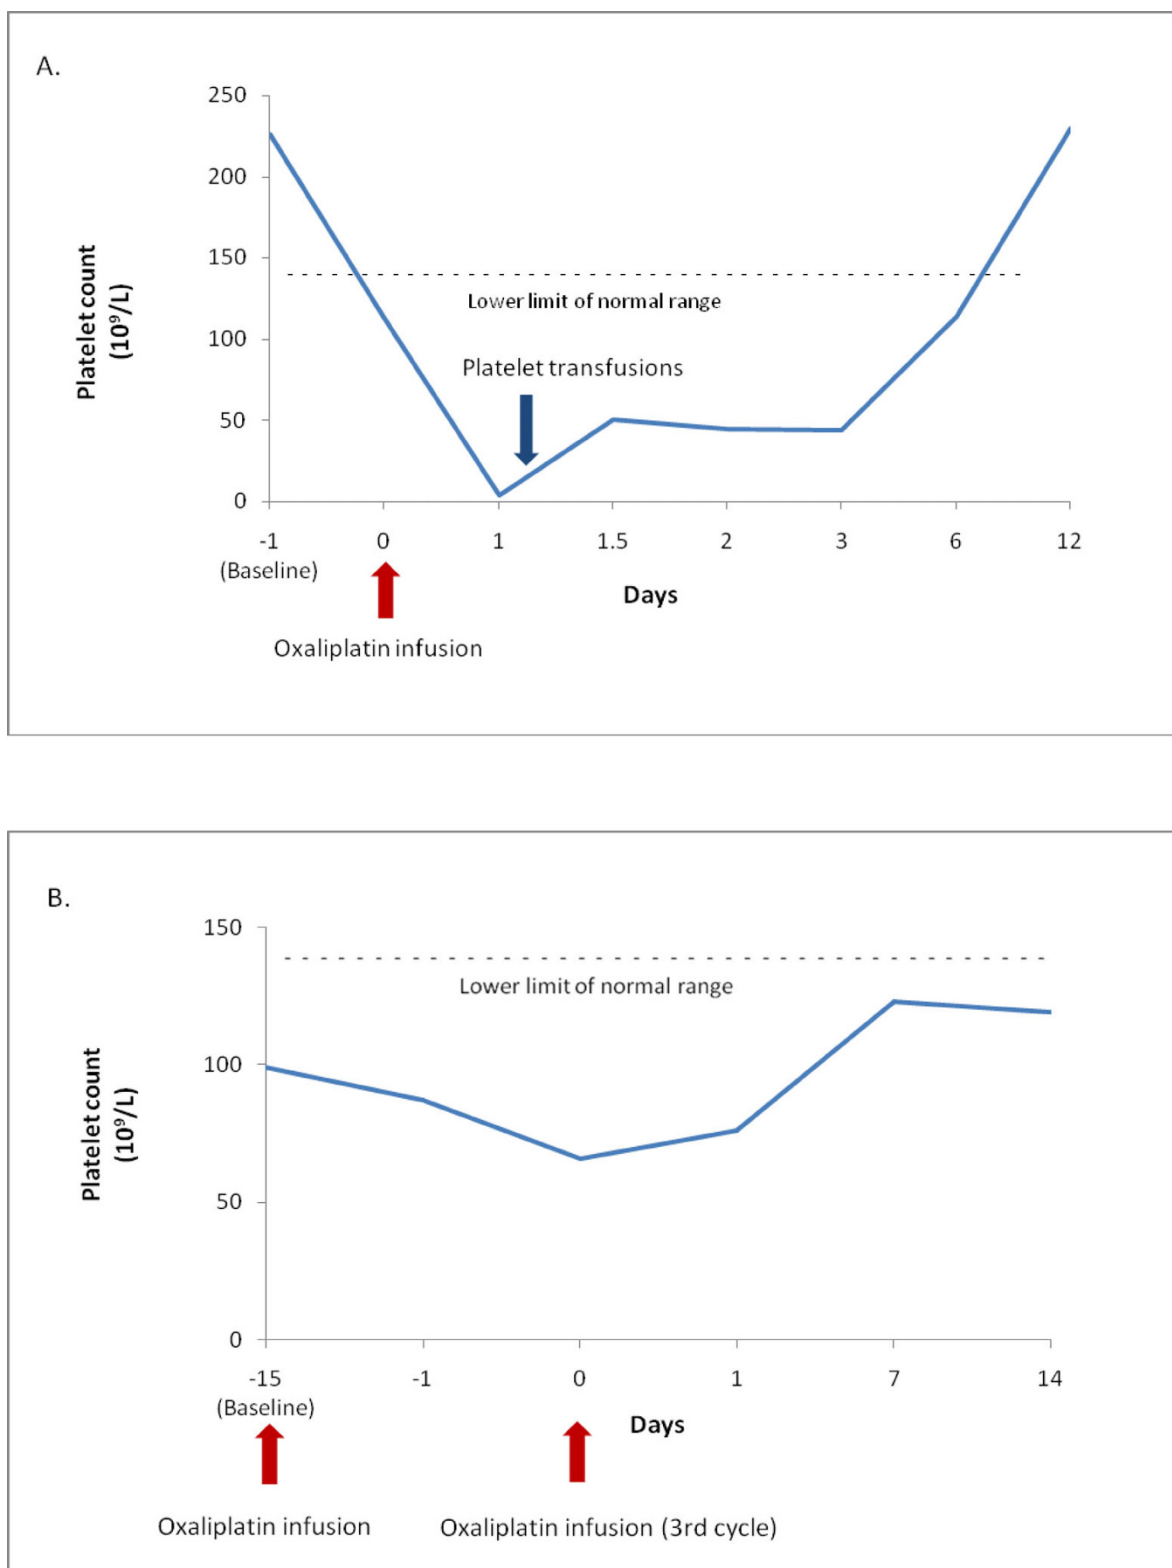 A.
250
200
150
100
50
0
Platelet count
(10⁹/L)
Lower limit of normal range
Platelet transfusions
-1 0 1 1.5 2 3 6 12
(Baseline)
Days
Oxaliplatin infusion
B.
150
100
50
0
Platelet count
(10⁹/L)
Lower limit of normal range
-15 -1 0 1 7 14
(Baseline)
Days
Oxaliplatin infusion Oxaliplatin infusion (3rd cycle)